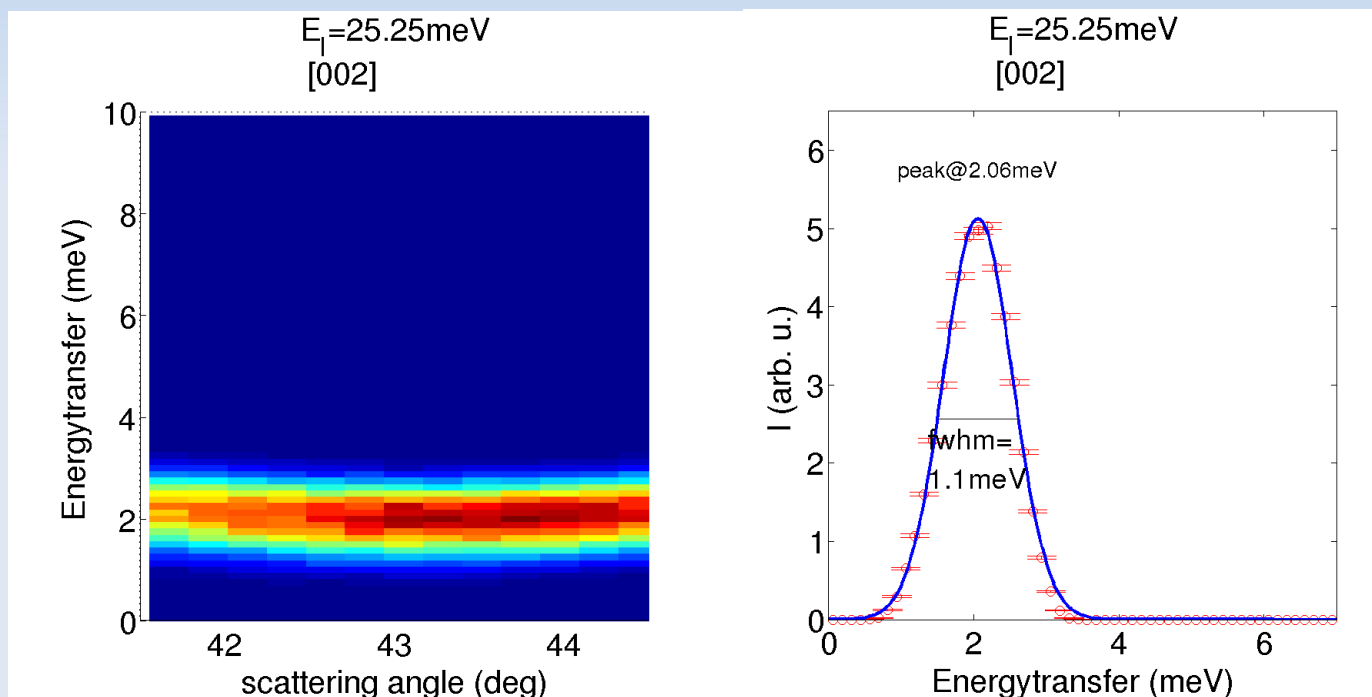 E_I=25.25meV
[002]
10
8
6
4
2
0
Energytransfer (meV)
42
43
44
scattering angle (deg)
E_I=25.25meV
[002]
6
5
4
3
2
1
0
I (arb. u.)
peak@2.06meV
fwhm=
1.1meV
0
2
4
6
Energytransfer (meV)